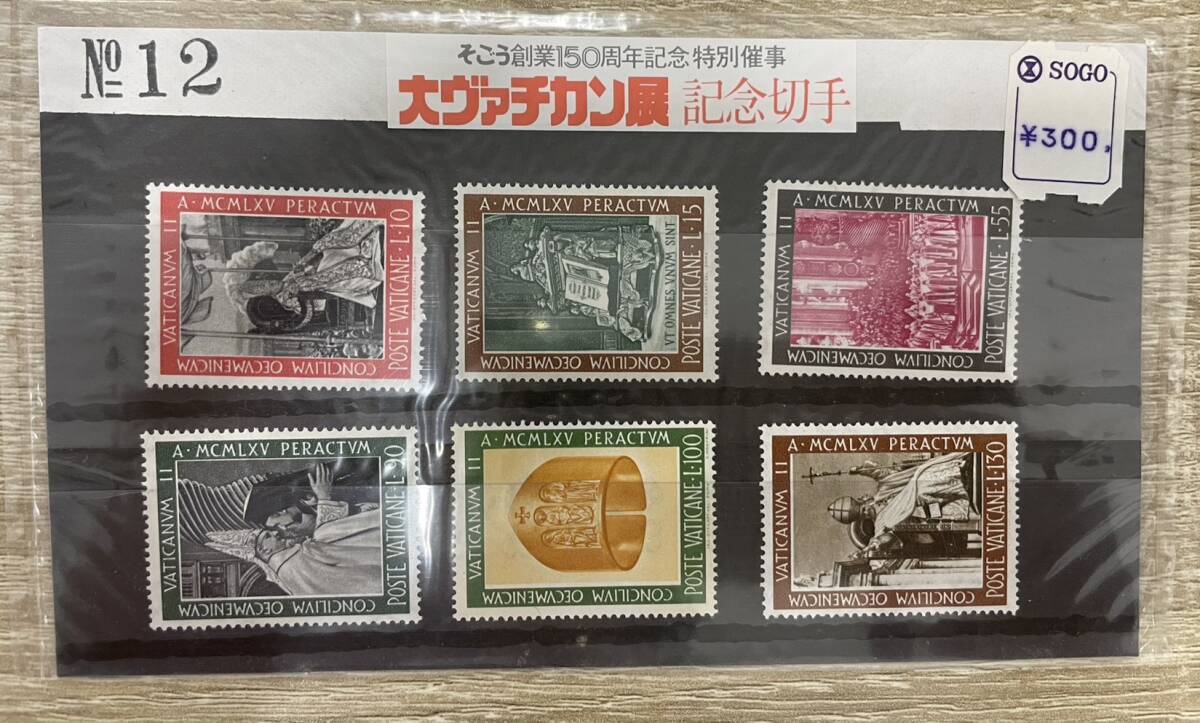 № 12
そごう創業150周年記念 特別催事
大ヴァチカン展 記念切手
SOGO
¥300,
A · MCMLXV PERACTVM
VATICANVM II
CONCILIVM OECVMENICVM
POSTE VATICANE · L·10
A · MCMLXV PERACTVM
VATICANVM II
CONCILIVM OECVMENICVM
POSTE VATICANE · L·15
VT OMNES VNVM SINT
A · MCMLXV PERACTVM
VATICANVM II
CONCILIVM OECVMENICVM
POSTE VATICANE · L·55
A · MCMLXV PERACTVM
VATICANVM II
CONCILIVM OECVMENICVM
POSTE VATICANE · L·90
A · MCMLXV PERACTVM
VATICANVM II
CONCILIVM OECVMENICVM
POSTE VATICANE · L·100
A · MCMLXV PERACTVM
VATICANVM II
CONCILIVM OECVMENICVM
POSTE VATICANE · L·130